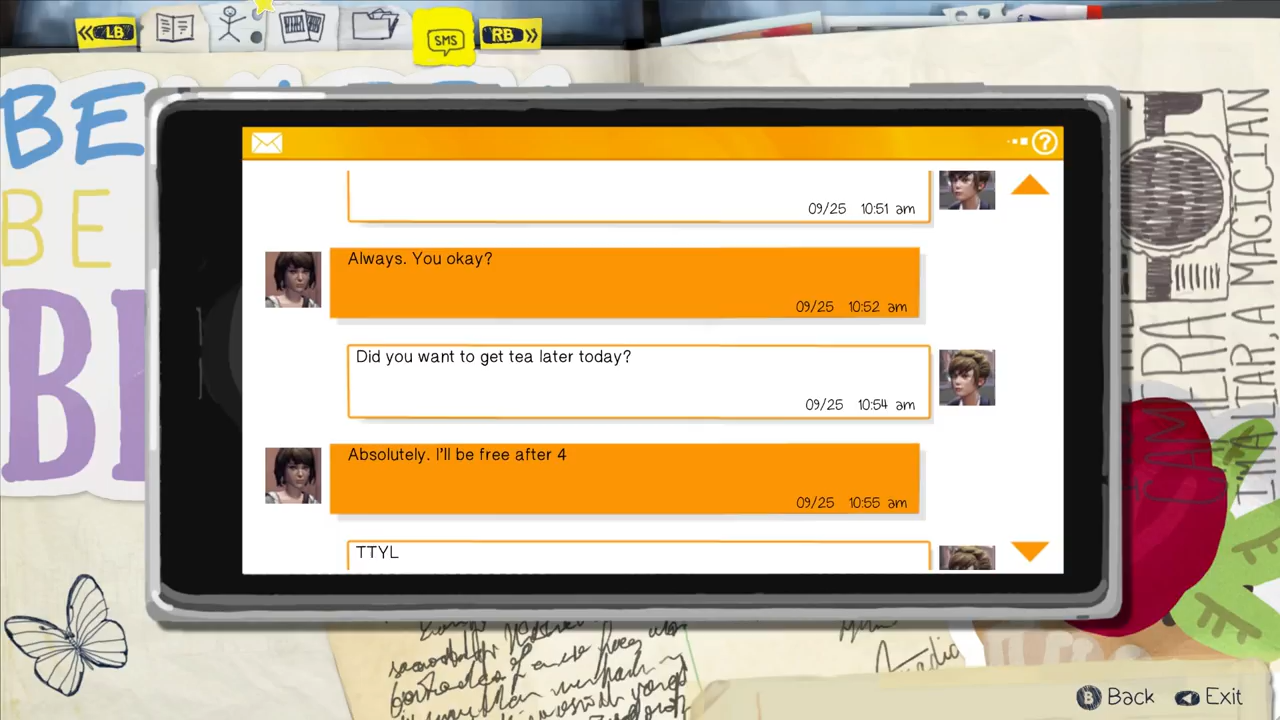 LB
SMS
RB
BE
BE
09/25 10:51 am
Always. You okay?
09/25 10:52 am
Did you want to get tea later today?
09/25 10:54 am
Absolutely. I'll be free after 4
09/25 10:55 am
TTYL
CAMERA
A MAGICIAN
B Back
Exit